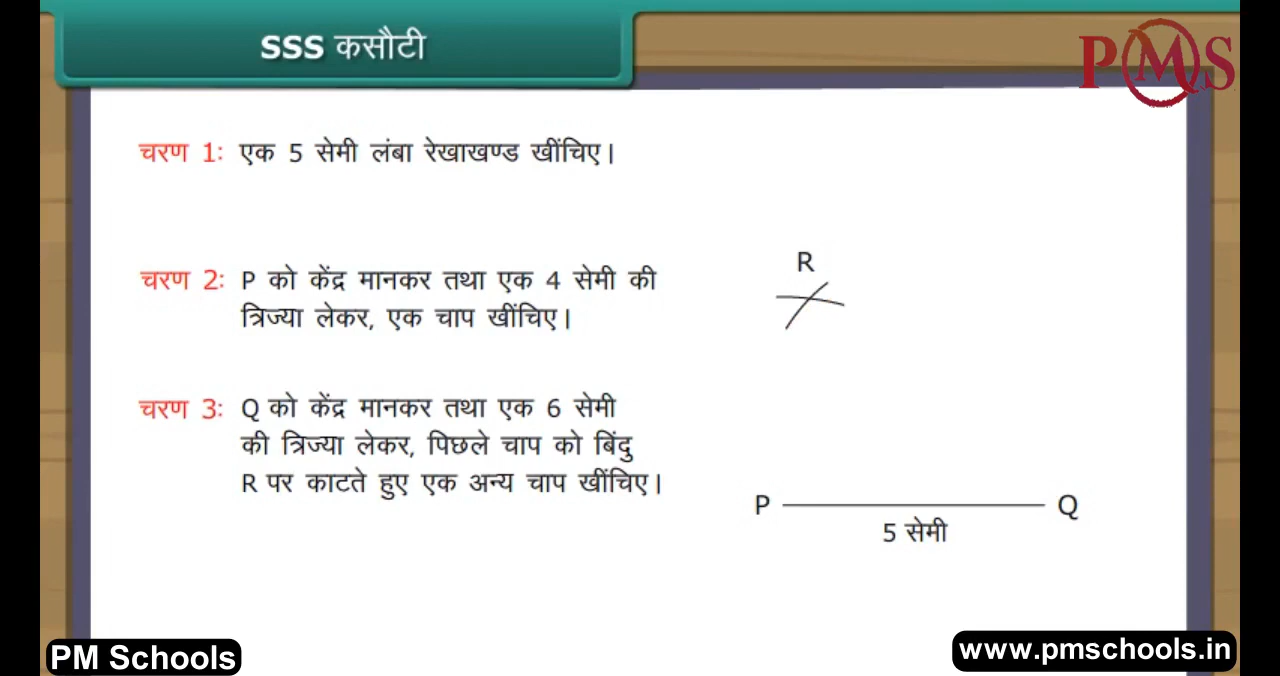 SSS कसौटी
PMS
चरण 1: एक 5 सेमी लंबा रेखाखण्ड खींचिए।
चरण 2: P को केंद्र मानकर तथा एक 4 सेमी की
त्रिज्या लेकर, एक चाप खींचिए।
चरण 3: Q को केंद्र मानकर तथा एक 6 सेमी
की त्रिज्या लेकर, पिछले चाप को बिंदु
R पर काटते हुए एक अन्य चाप खींचिए।
R
P Q
5 सेमी
PM Schools
www.pmschools.in